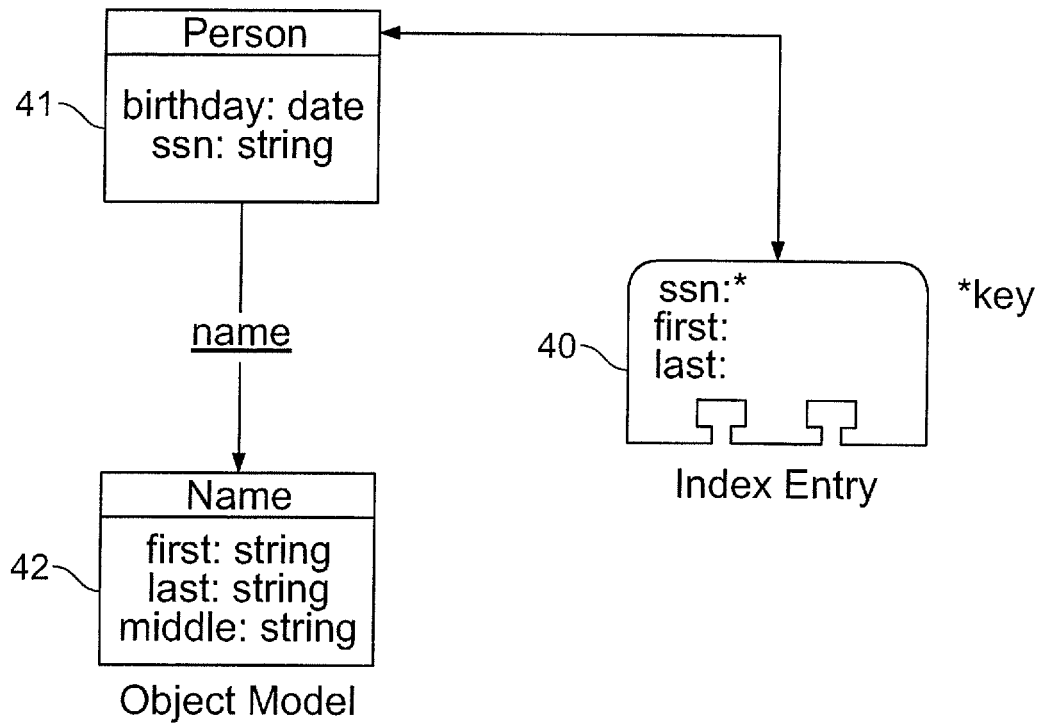 Person
41
birthday: date
ssn: string
name
ssn:*
*key
first:
40
last:
Index Entry
Name
42
first: string
last: string
middle: string
Object Model